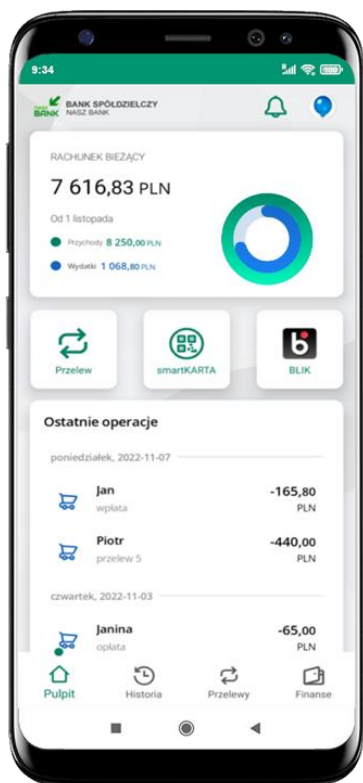 9:34
BANK SPÓŁDZIELCZY
NASZ BANK
NASZ
BANK
RACHUNEK BIEŻĄCY
7 616,83 PLN
Od 1 listopada
Przychody 8 250,00 PLN
Wydatki 1 068,80 PLN
Przelew
smartKARTA
BLIK
Ostatnie operacje
poniedziałek, 2022-11-07
Jan -165,80
wpłata PLN
Piotr -440,00
przelew 5 PLN
czwartek, 2022-11-03
Janina -65,00
opłata PLN
Pulpit Historia Przelewy Finanse